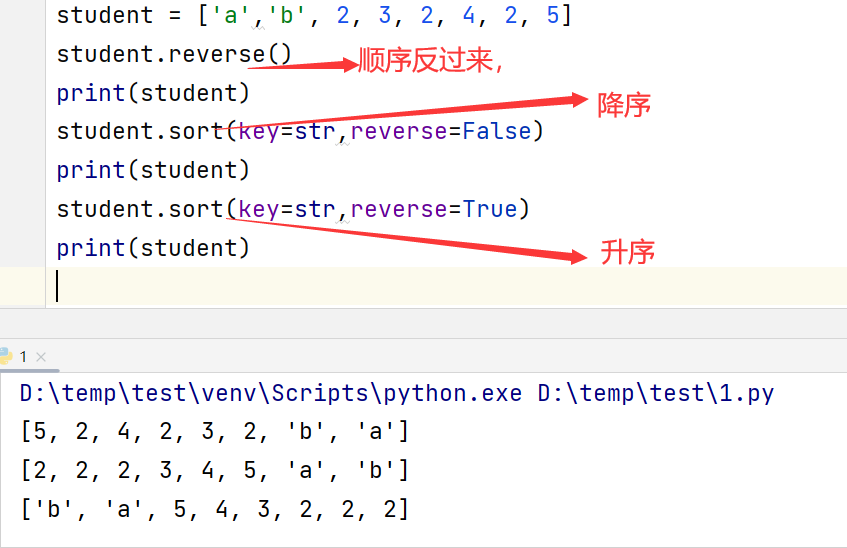 student = ['a','b', 2, 3, 2, 4, 2, 5]
student.reverse()
顺序反过来，
print(student)
降序
student.sort(key=str,reverse=False)
print(student)
student.sort(key=str,reverse=True)
print(student)
升序
1
D:\temp\test\venv\Scripts\python.exe D:\temp\test\1.py
[5, 2, 4, 2, 3, 2, 'b', 'a']
[2, 2, 2, 3, 4, 5, 'a', 'b']
['b', 'a', 5, 4, 3, 2, 2, 2]